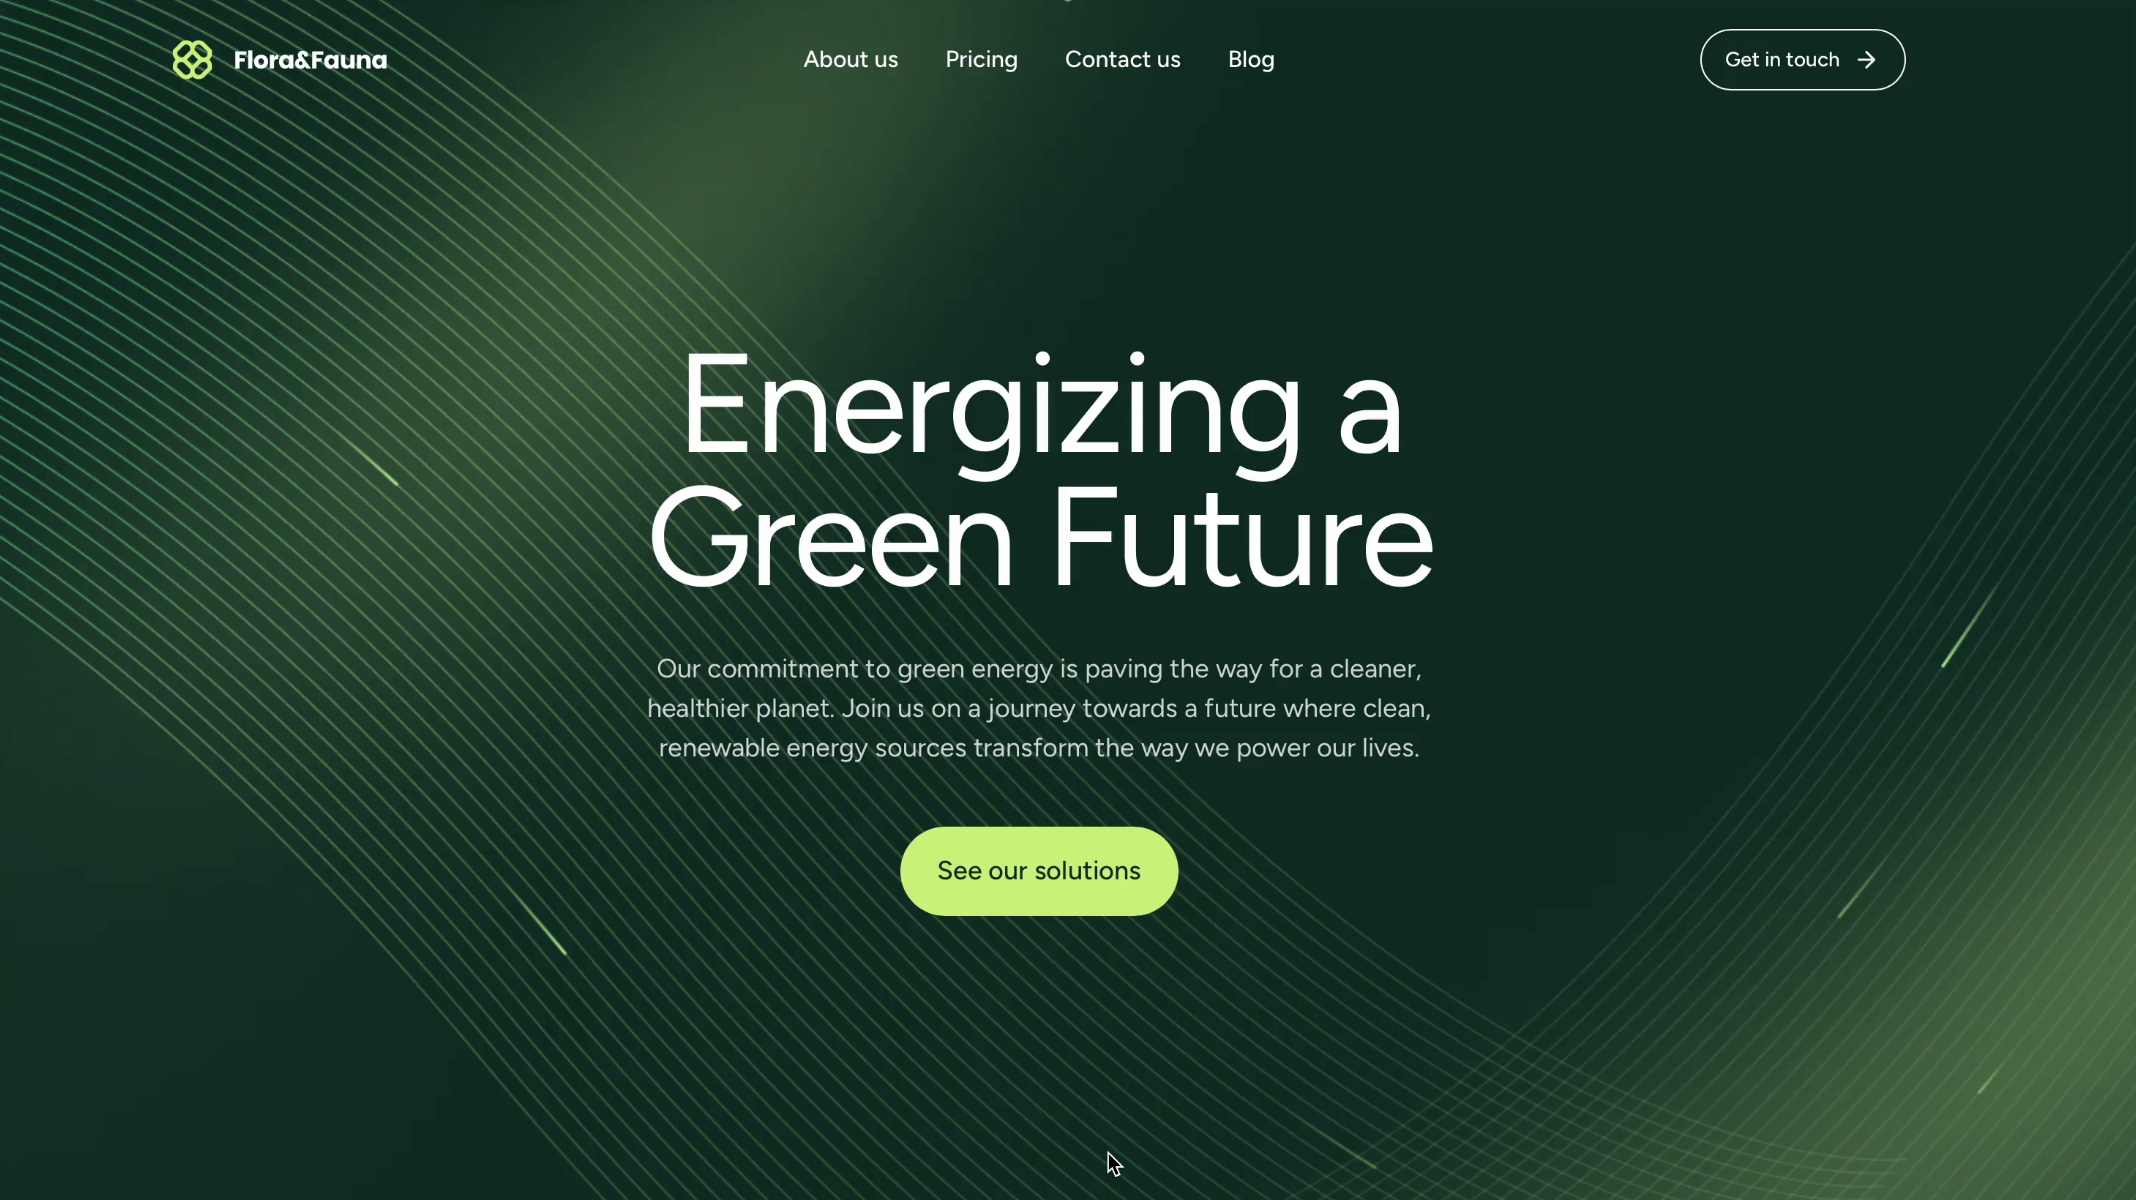 Flora&Fauna
About us
Pricing
Contact us
Blog
Get in touch
Energizing a
Green Future
Our commitment to green energy is paving the way for a cleaner,
healthier planet. Join us on a journey towards a future where clean,
renewable energy sources transform the way we power our lives.
See our solutions